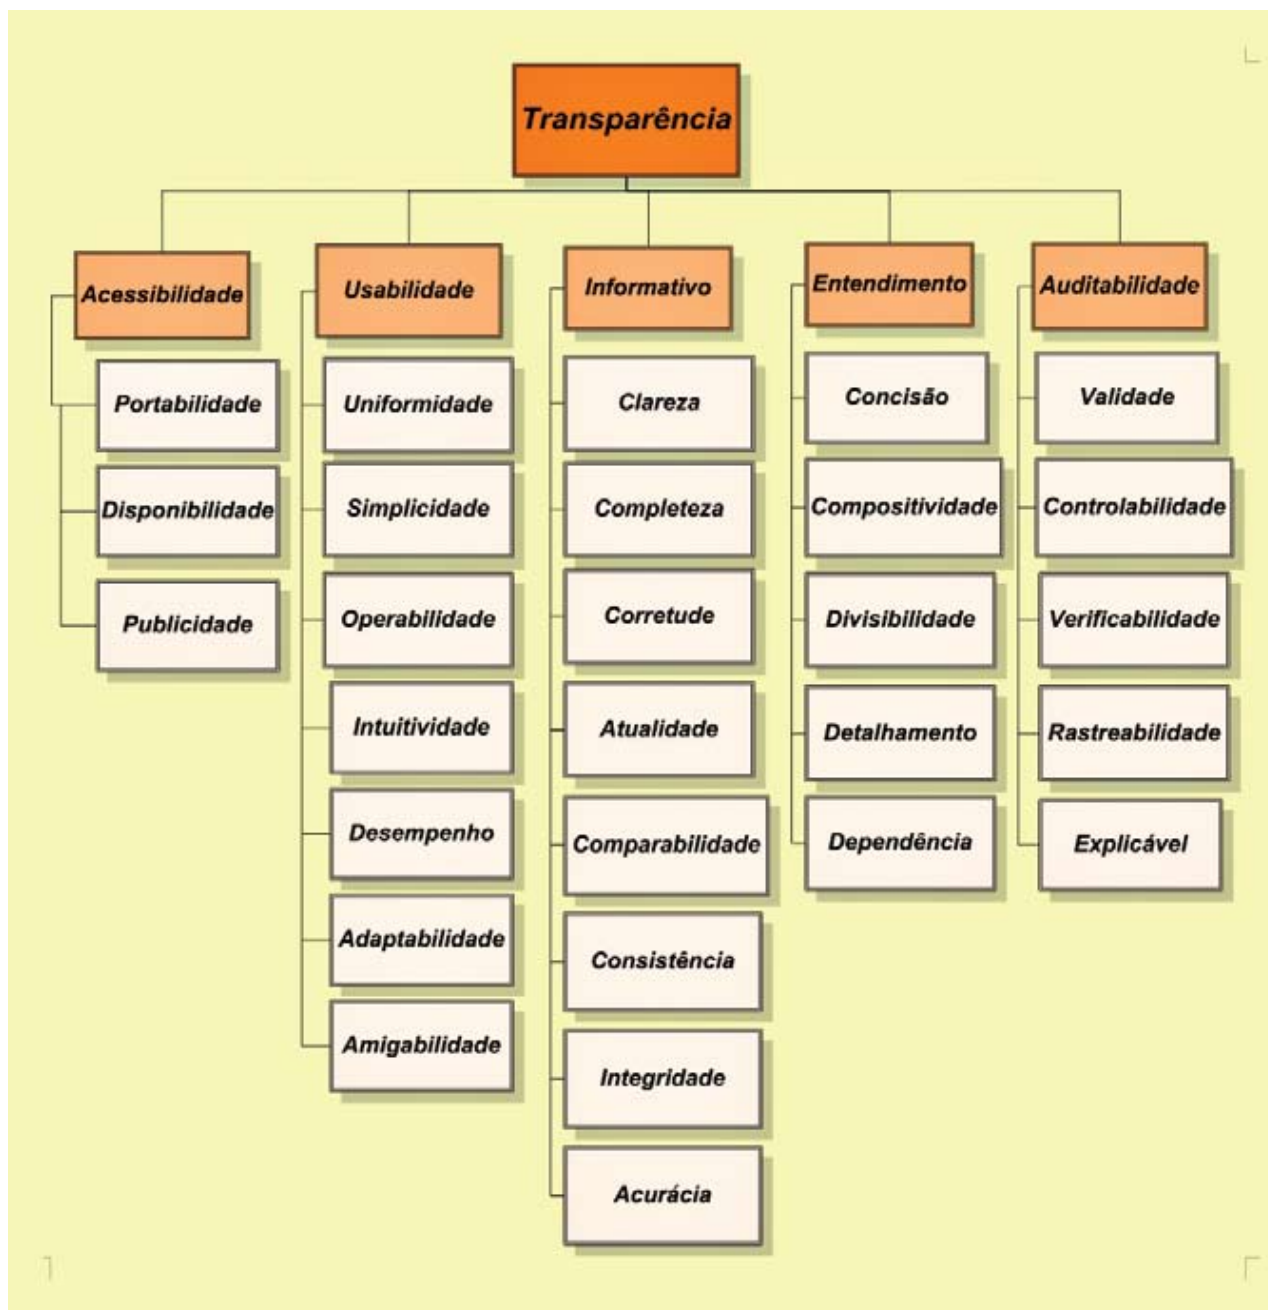 Transparência
Acessibilidade
Portabilidade
Disponibilidade
Publicidade
Usabilidade
Uniformidade
Simplicidade
Operabilidade
Intuitividade
Desempenho
Adaptabilidade
Amigabilidade
Informativo
Clareza
Completeza
Corretude
Atualidade
Comparabilidade
Consistência
Integridade
Acurácia
Entendimento
Concisão
Compositividade
Divisibilidade
Detalhamento
Dependência
Auditabilidade
Validade
Controlabilidade
Verificabilidade
Rastreabilidade
Explicável